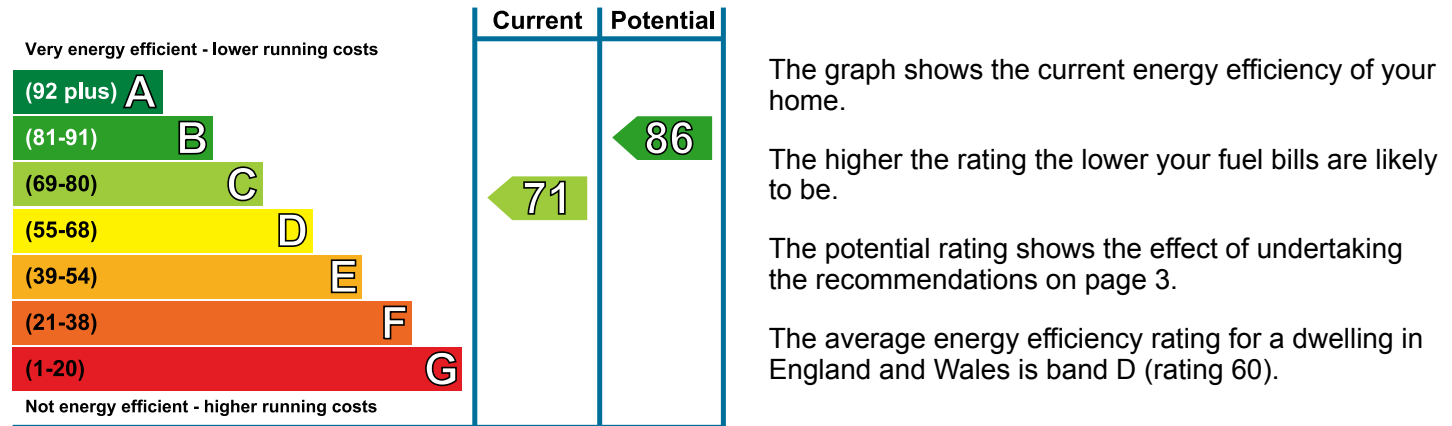 Current Potential
Very energy efficient - lower running costs
(92 plus) A
(81-91) B
86
(69-80) C
71
(55-68) D
(39-54) E
(21-38) F
(1-20) G
Not energy efficient - higher running costs
The graph shows the current energy efficiency of your
home.
The higher the rating the lower your fuel bills are likely
to be.
The potential rating shows the effect of undertaking
the recommendations on page 3.
The average energy efficiency rating for a dwelling in
England and Wales is band D (rating 60).